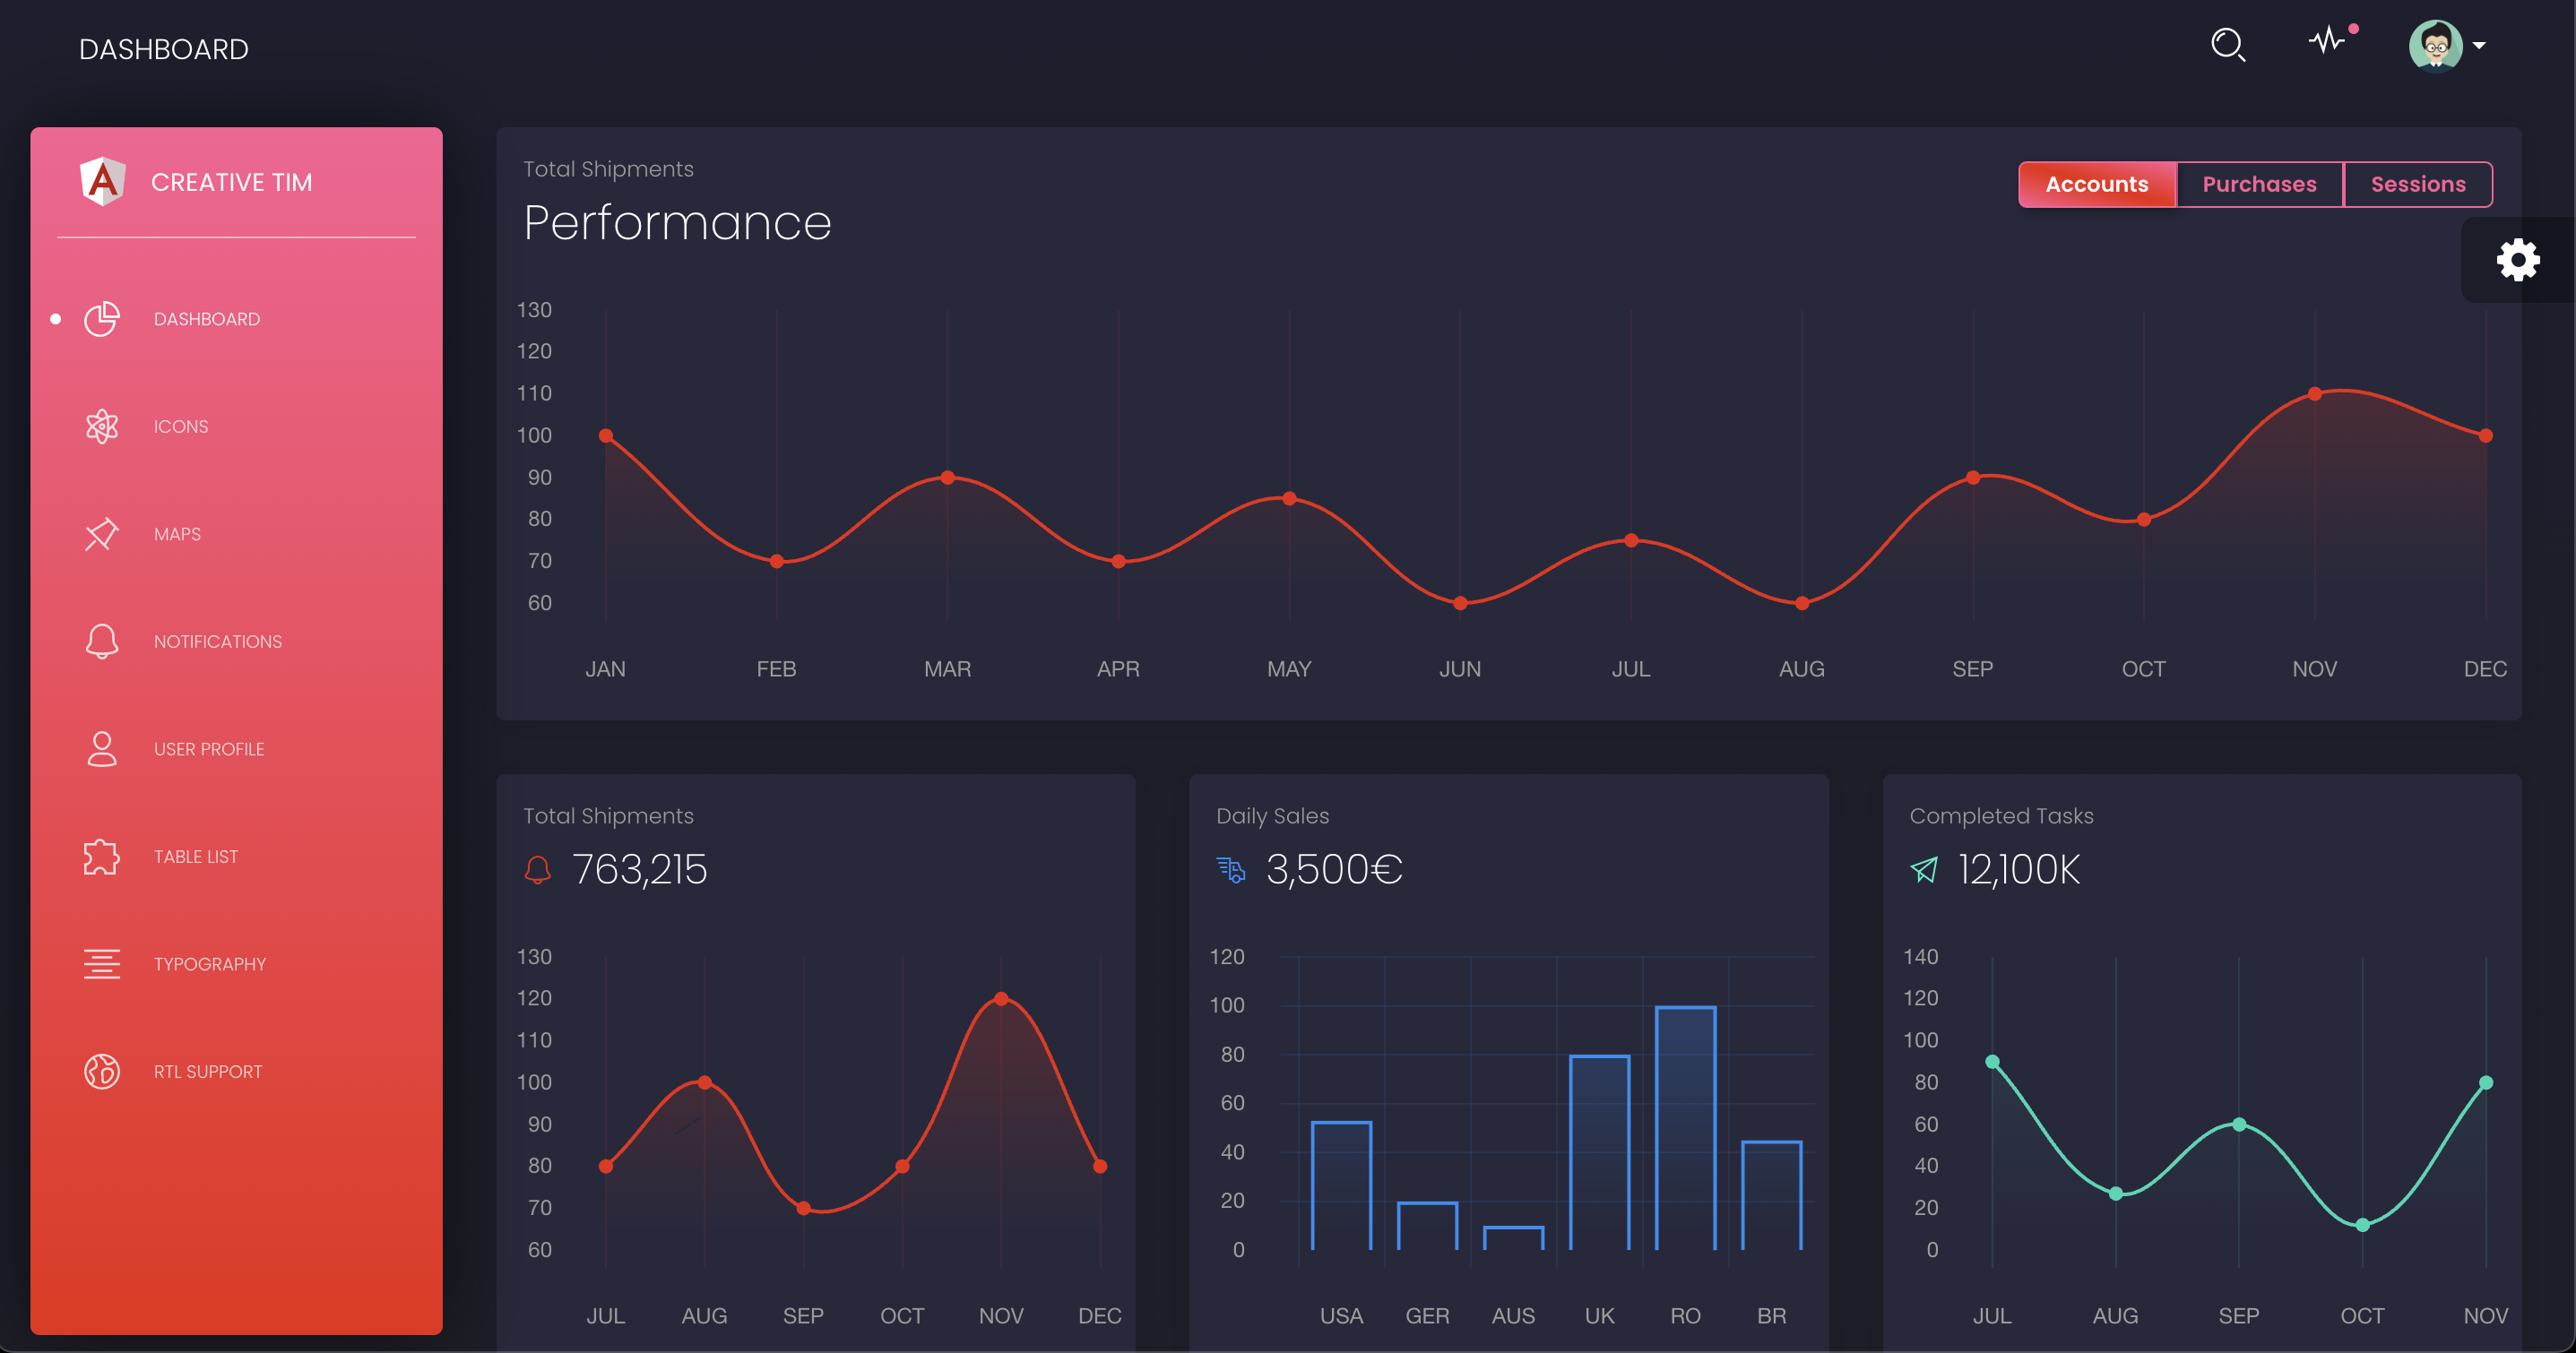 DASHBOARD
CREATIVE TIM
DASHBOARD
ICONS
MAPS
NOTIFICATIONS
USER PROFILE
TABLE LIST
TYPOGRAPHY
RTL SUPPORT
Total Shipments
Performance
Accounts Purchases Sessions
130
120
110
100
90
80
70
60
JAN FEB MAR APR MAY JUN JUL AUG SEP OCT NOV DEC
Total Shipments
763,215
130
120
110
100
90
80
70
60
JUL AUG SEP OCT NOV DEC
Daily Sales
3,500€
120
100
80
60
40
20
0
USA GER AUS UK RO BR
Completed Tasks
12,100K
140
120
100
80
60
40
20
0
JUL AUG SEP OCT NOV